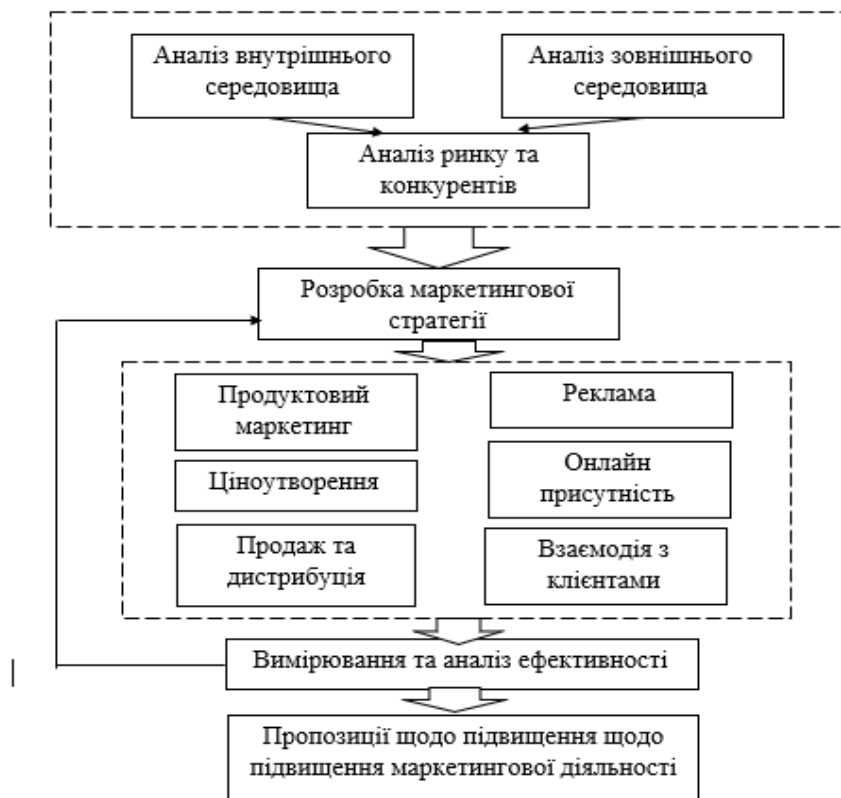 Аналіз внутрішнього
середовища
Аналіз зовнішнього
середовища
Аналіз ринку та
конкурентів
Розробка маркетингової
стратегії
Продуктовий
маркетинг
Реклама
Ціноутворення
Онлайн
присутність
Продаж та
дистрибуція
Взаємодія з
клієнтами
Вимірювання та аналіз ефективності
Пропозиції щодо підвищення щодо
підвищення маркетингової діяльності